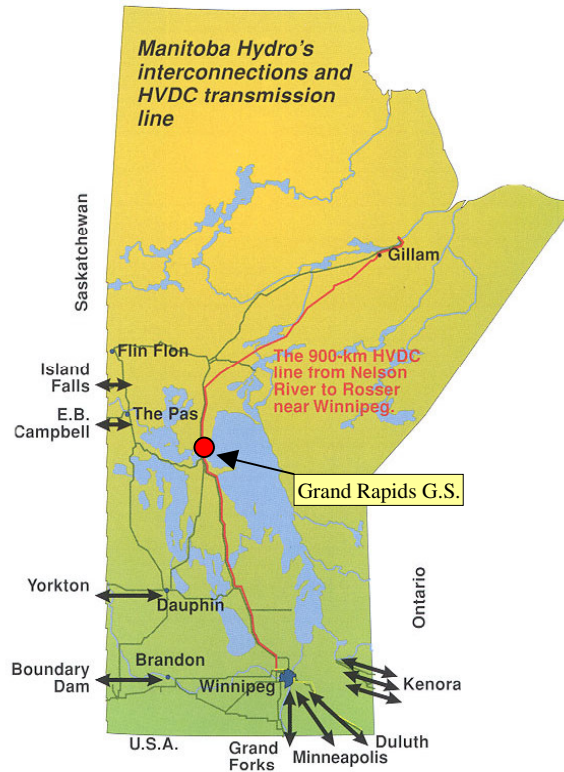 Manitoba Hydro's
interconnections and
HVDC transmission
line
Saskatchewan
Gillam
Flin Flon
The 900-km HVDC
line from Nelson
River to Rosser
near Winnipeg.
Island
Falls
The Pas
E.B.
Campbell
Grand Rapids G.S.
Yorkton
Dauphin
Ontario
Brandon
Boundary
Dam
Winnipeg
Kenora
U.S.A.
Grand
Forks
Minneapolis
Duluth